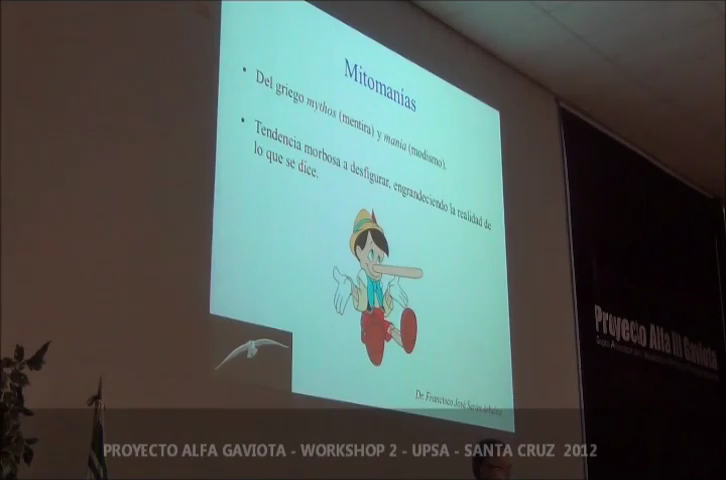 Mitomanías
• Del griego mythos (mentira) y manía (modismo).
• Tendencia morbosa a desfigurar, engrandeciendo la realidad de
lo que se dice.
Dr. Francisco José
Proyecto Alfa III Gaviota
PROYECTO ALFA GAVIOTA - WORKSHOP 2 - UPSA - SANTA CRUZ 2012